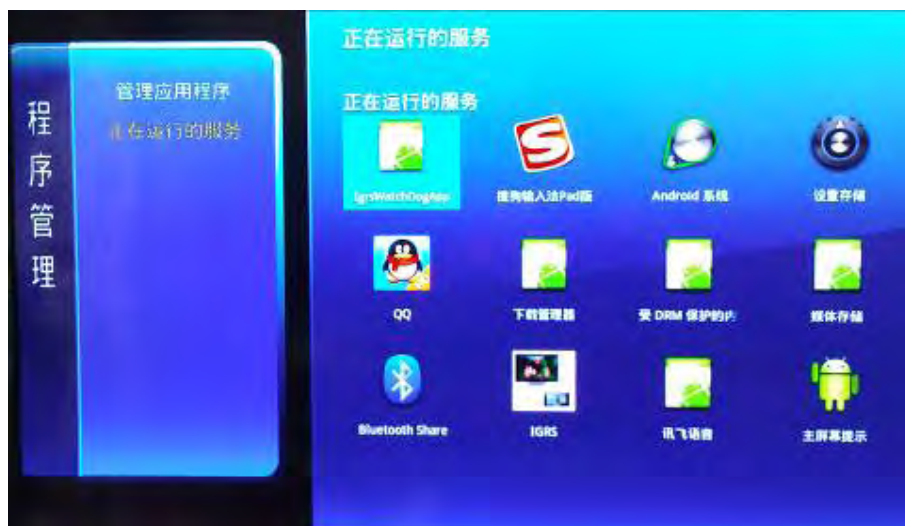 程序管理
管理应用程序
正在运行的服务
正在运行的服务
正在运行的服务
IgrsWatchDogApp
搜狗输入法Pad版
Android 系统
设置存储
QQ
下载管理器
受 DRM 保护的内
媒体存储
Bluetooth Share
IGRS
讯飞语音
主屏幕提示